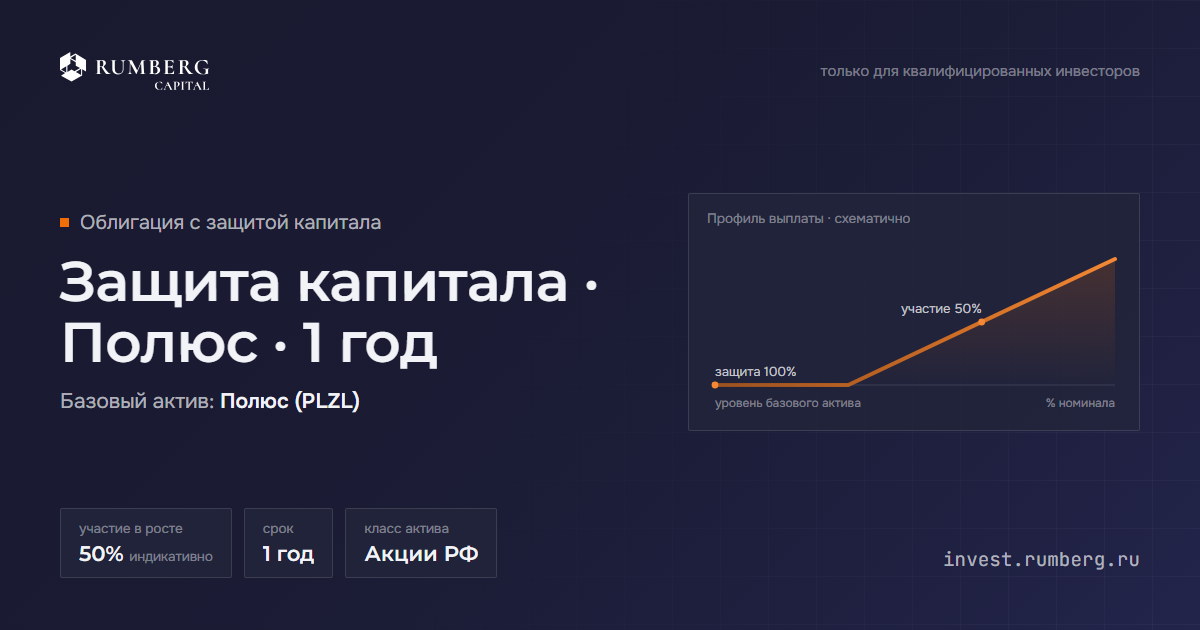 RUMBERG
CAPITAL
только для квалифицированных инвесторов
Облигация с защитой капитала
Защита капитала ·
Полюс · 1 год
Базовый актив: Полюс (PLZL)
Профиль выплаты · схематично
участие 50%
защита 100%
уровень базового актива
% номинала
участие в росте
50% индикативно
срок
1 год
класс актива
Акции РФ
invest.rumberg.ru